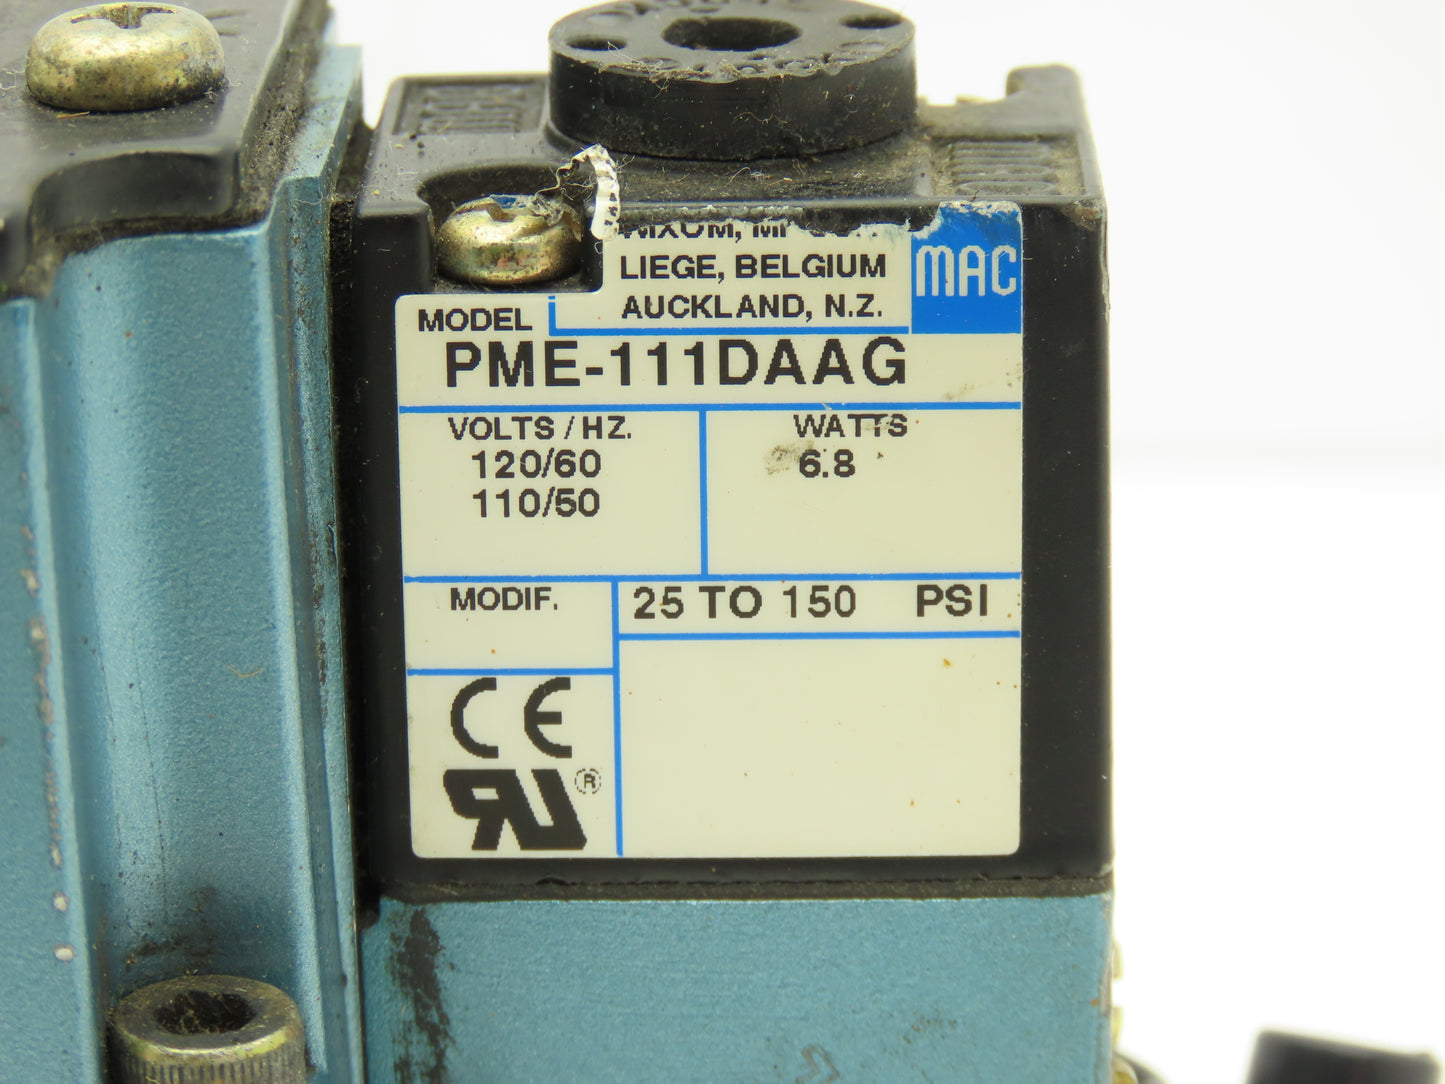 LIEGE, BELGIUM
AUCKLAND, N.Z.
MAC
MODEL
PME-111DAAG
VOLTS / HZ.
120/60
110/50
WATTS
6.8
MODIF.
25 TO 150 PSI
CE
RU®